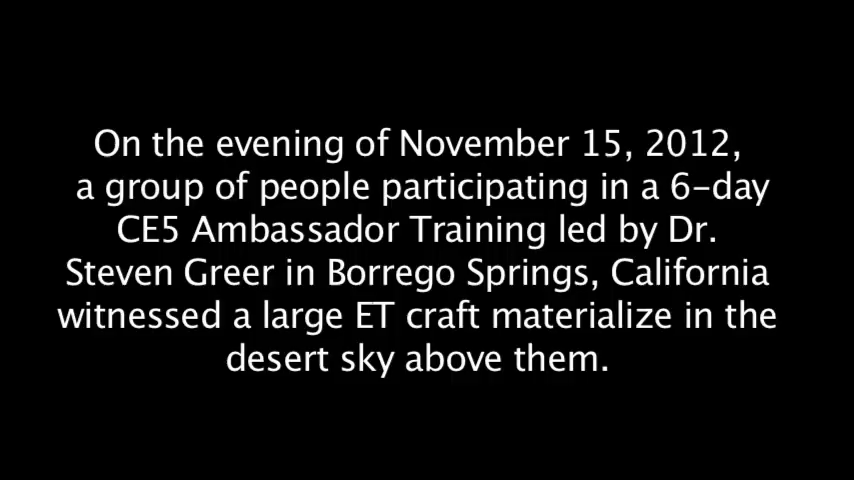 On the evening of November 15, 2012,
a group of people participating in a 6-day
CE5 Ambassador Training led by Dr.
Steven Greer in Borrego Springs, California
witnessed a large ET craft materialize in the
desert sky above them.